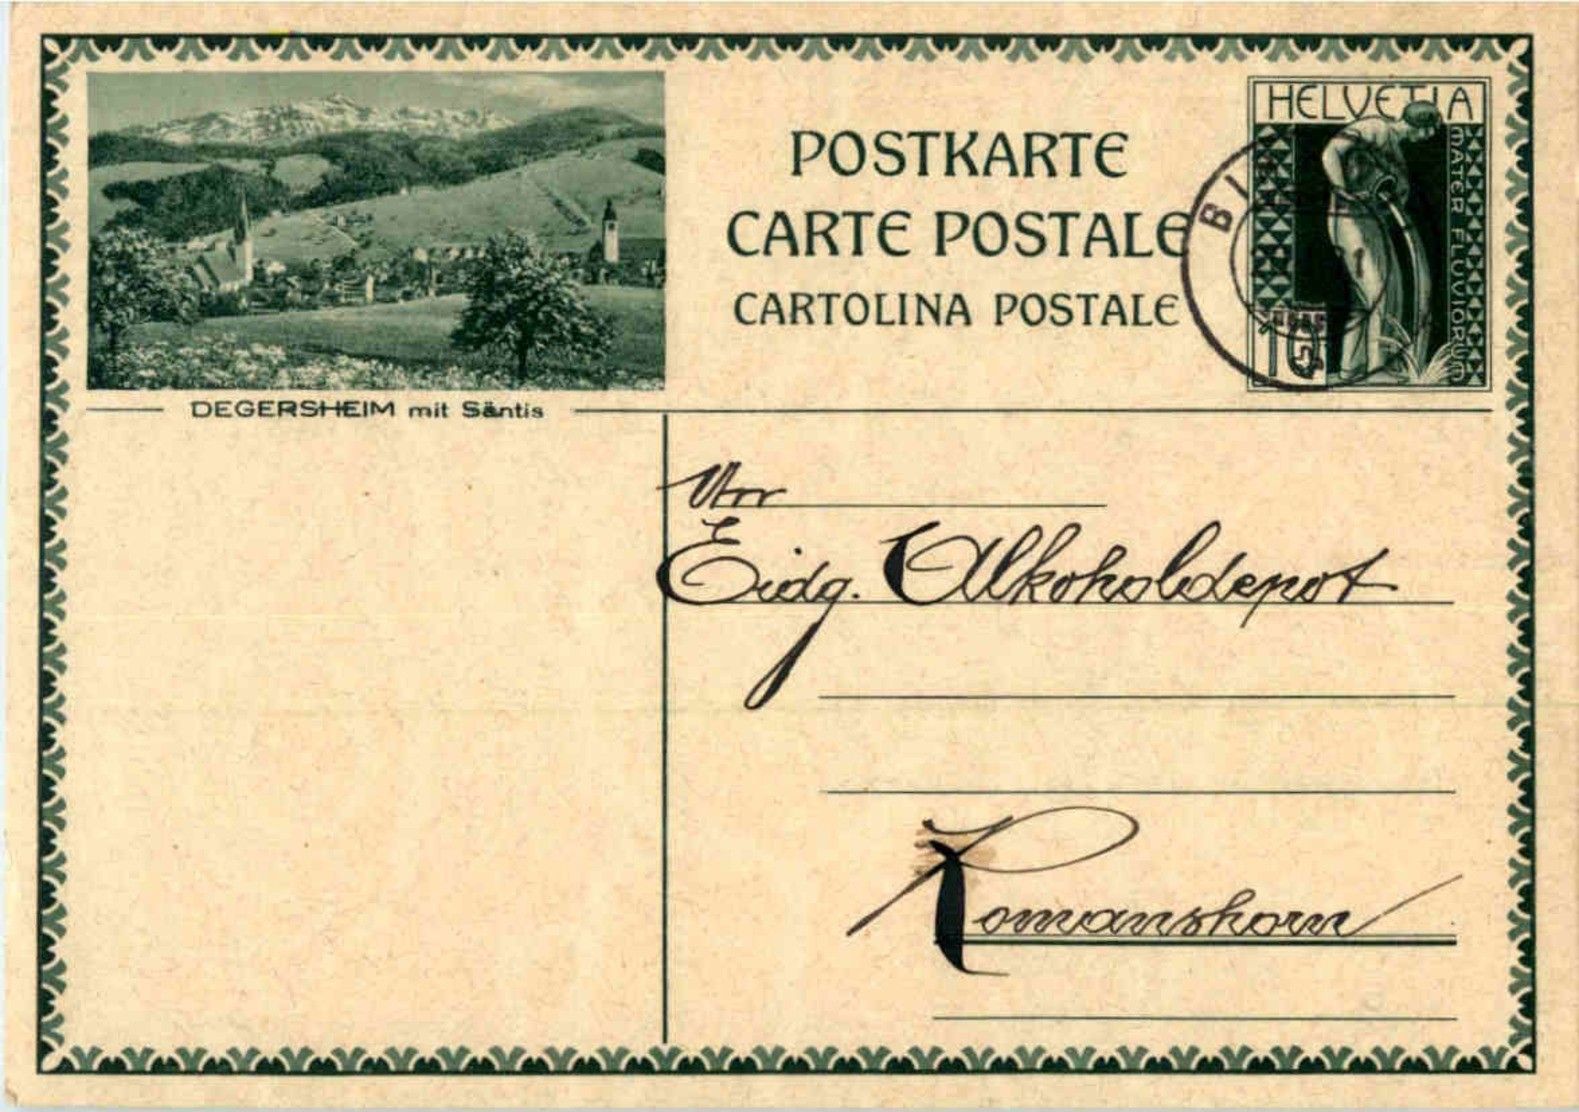 POSTKARTE
CARTE POSTALE
CARTOLINA POSTALE
HELVETIA
MATER FLUVIORUM
10
DEGERSHEIM mit Säntis
Eidg. Alkoholdepot
Romanshorn